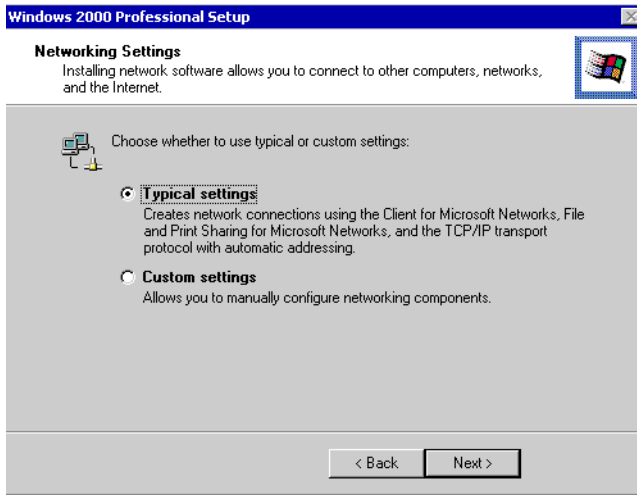 Windows 2000 Professional Setup
Networking Settings
Installing network software allows you to connect to other computers, networks,
and the Internet.
Choose whether to use typical or custom settings:
Typical settings
Creates network connections using the Client for Microsoft Networks, File
and Print Sharing for Microsoft Networks, and the TCP/IP transport
protocol with automatic addressing.
Custom settings
Allows you to manually configure networking components.
< Back Next >